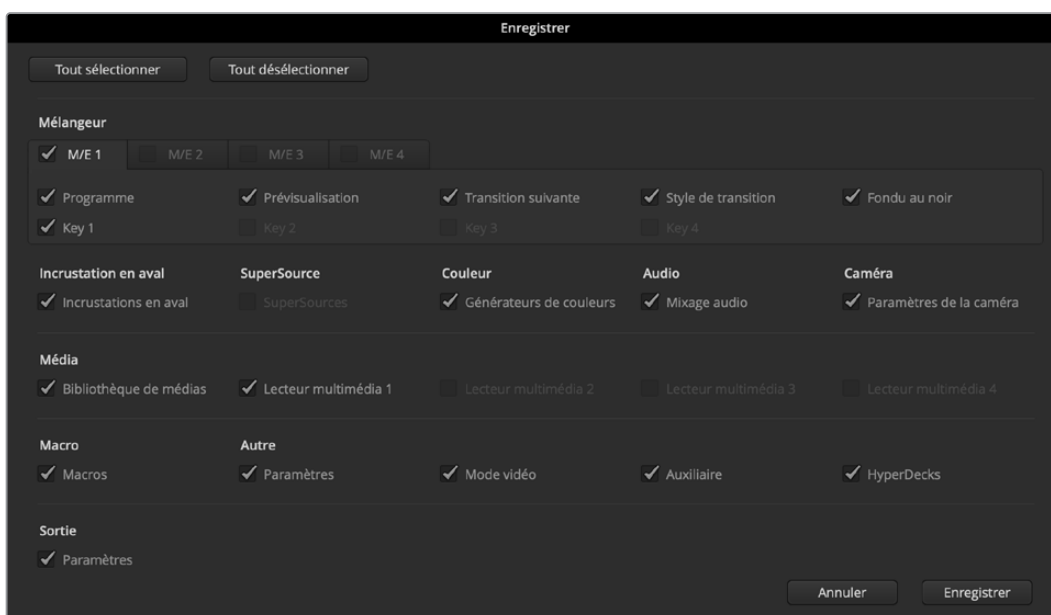 Enregistrer
Tout sélectionner Tout désélectionner
Mélangeur
M/E 1 M/E 2 M/E 3 M/E 4
Programme Prévisualisation Transition suivante Style de transition Fondu au noir
Key 1 Key 2 Key 3 Key 4
Incrustation en aval SuperSource Couleur Audio Caméra
Incrustations en aval SuperSources Générateurs de couleurs Mixage audio Paramètres de la caméra
Média
Bibliothèque de médias Lecteur multimédia 1 Lecteur multimédia 2 Lecteur multimédia 3 Lecteur multimédia 4
Macro Autre
Macros Paramètres Mode vidéo Auxiliaire HyperDecks
Sortie
Paramètres
Annuler Enregistrer